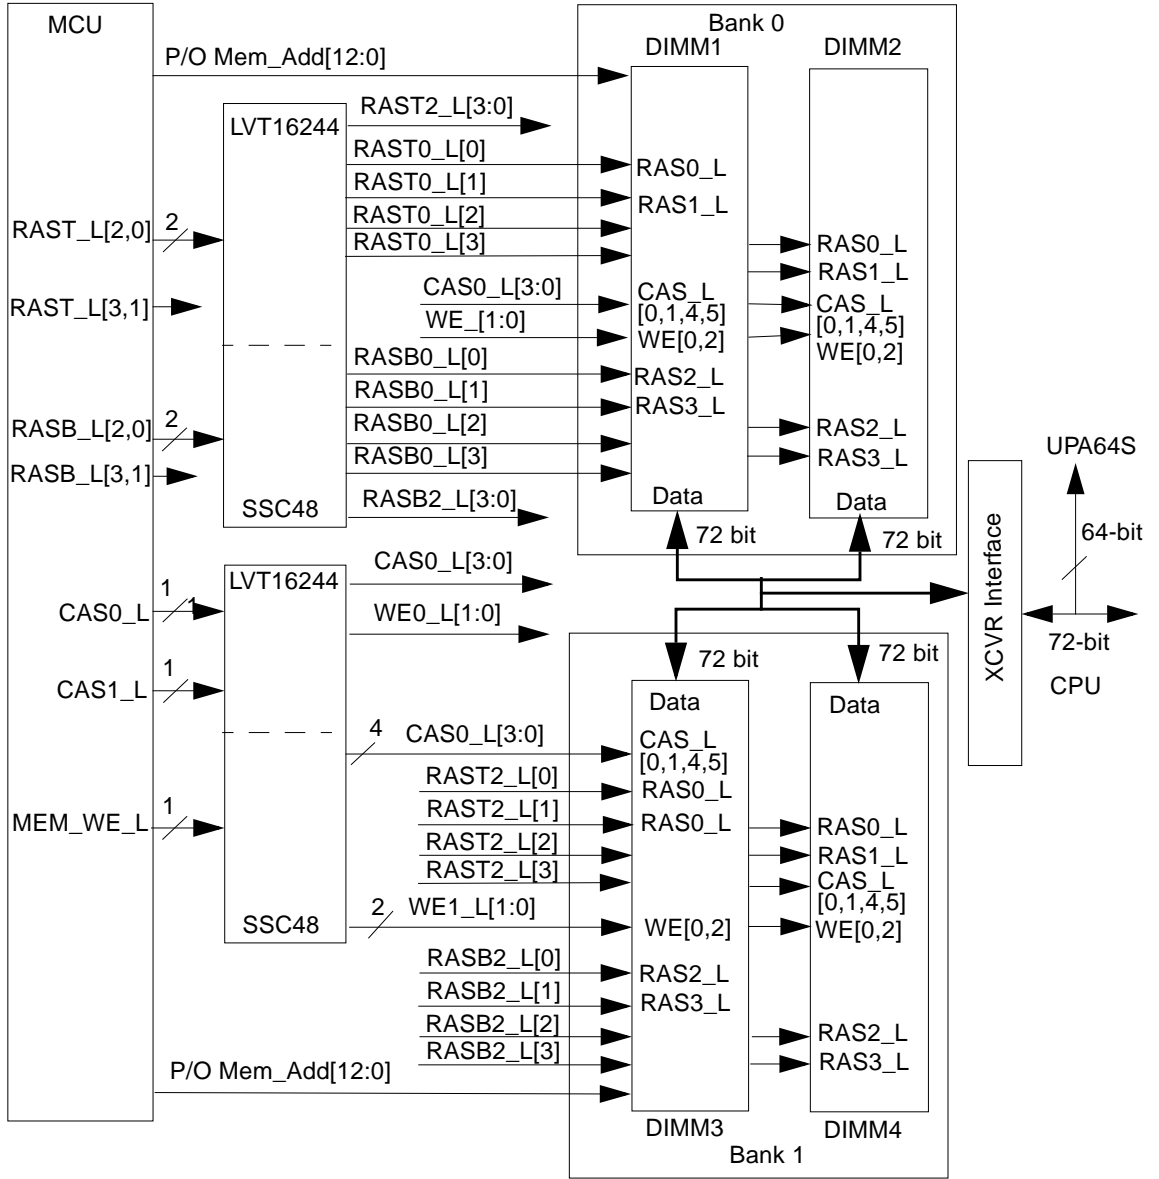 MCU
Bank 0
DIMM1
DIMM2
P/O Mem_Add[12:0]
RAST2_L[3:0]
LVT16244
RAST0_L[0]
RAS0_L
RAST0_L[1]
RAS1_L
RAST0_L[2]
RAST_L[2,0]
2
RAST0_L[3]
RAS0_L
RAS1_L
CAS0_L[3:0]
CAS_L
[0,1,4,5]
CAS_L
[0,1,4,5]
RAST_L[3,1]
WE_[1:0]
WE[0,2]
WE[0,2]
RASB0_L[0]
RAS2_L
RASB0_L[1]
RAS3_L
RASB_L[2,0]
2
RASB0_L[2]
RAS2_L
RASB_L[3,1]
RASB0_L[3]
RAS3_L
UPA64S
SSC48
RASB2_L[3:0]
Data
Data
72 bit
72 bit
64-bit
XCVR Interface
CAS0_L[3:0]
LVT16244
CAS0_L
1
1
WE0_L[1:0]
72-bit
72 bit
72 bit
CAS1_L
1
CPU
Data
Data
4
CAS0_L[3:0]
CAS_L
[0,1,4,5]
RAST2_L[0]
RAS0_L
RAST2_L[1]
RAS0_L
MEM_WE_L
1
RAS0_L
RAST2_L[2]
RAS1_L
RAST2_L[3]
CAS_L
[0,1,4,5]
SSC48
2
WE1_L[1:0]
WE[0,2]
WE[0,2]
RASB2_L[0]
RAS2_L
RASB2_L[1]
RAS3_L
RASB2_L[2]
RAS2_L
RASB2_L[3]
RAS3_L
P/O Mem_Add[12:0]
DIMM3
DIMM4
Bank 1